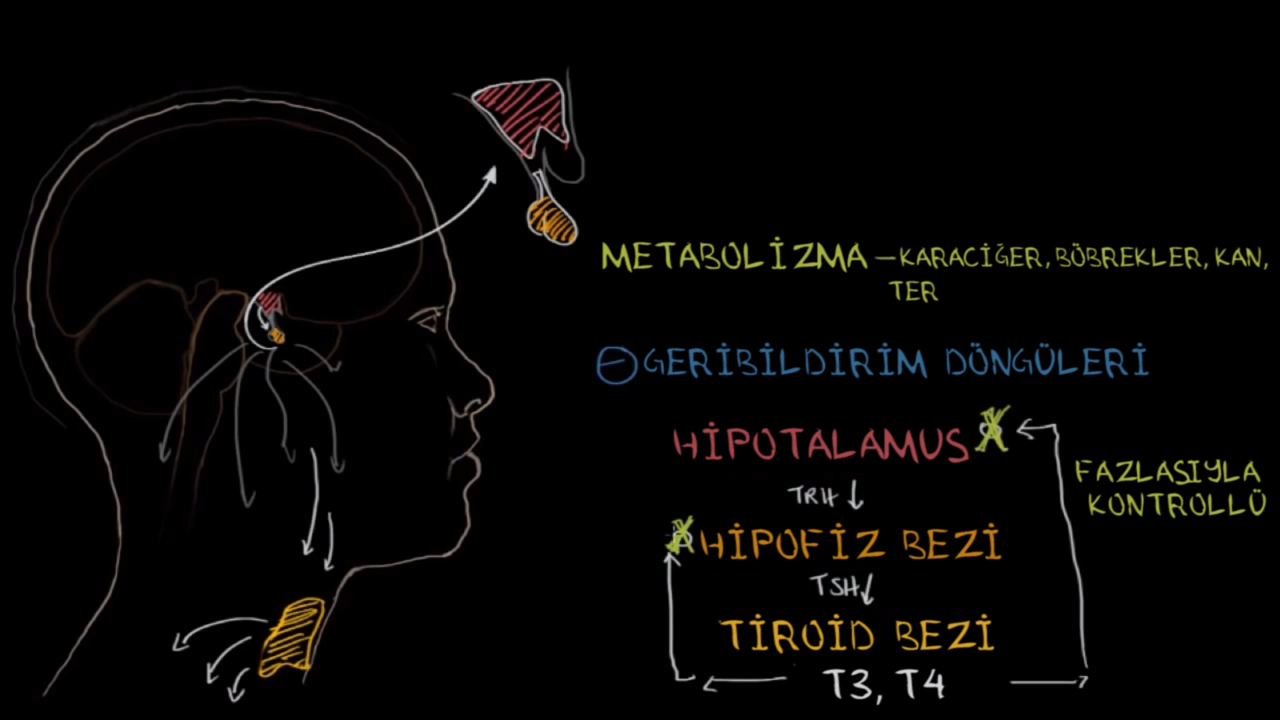 METABOLİZMA – KARACİĞER, BÖBREKLER, KAN,
TER
⊖ GERİBİLDİRİM DÖNGÜLERİ
HİPOTALAMUS
FAZLASIYLA
KONTROLLÜ
TRH ↓
HİPOFİZ BEZİ
TSH ↓
TİROİD BEZİ
T3, T4